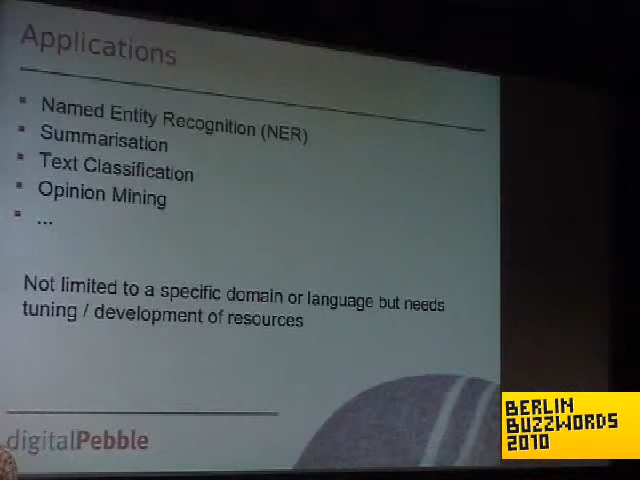 Applications
Named Entity Recognition (NER)
Summarisation
Text Classification
Opinion Mining
...
Not limited to a specific domain or language but needs
tuning / development of resources
digitalPebble
BERLIN
BUZZWORDS
2010